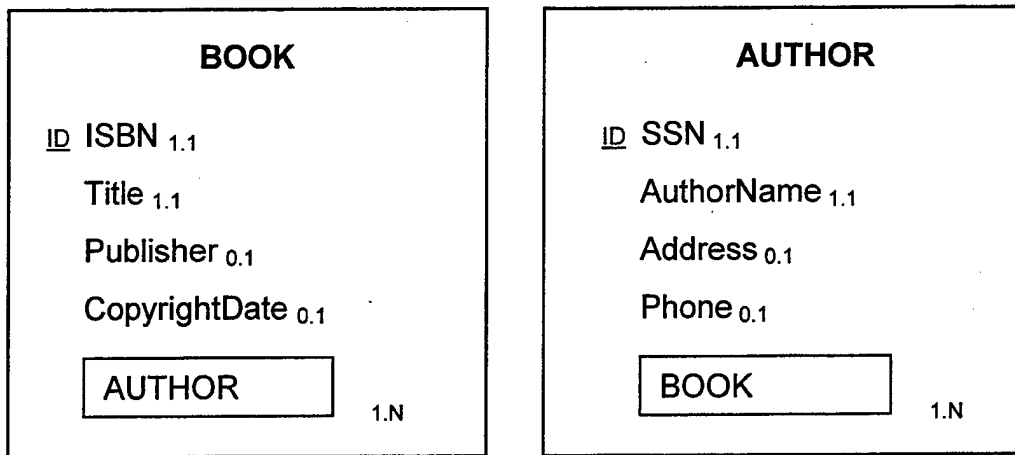 BOOK
ID ISBN 1.1
Title 1.1
Publisher 0.1
CopyrightDate 0.1
AUTHOR
1.N
AUTHOR
ID SSN 1.1
AuthorName 1.1
Address 0.1
Phone 0.1
BOOK
1.N